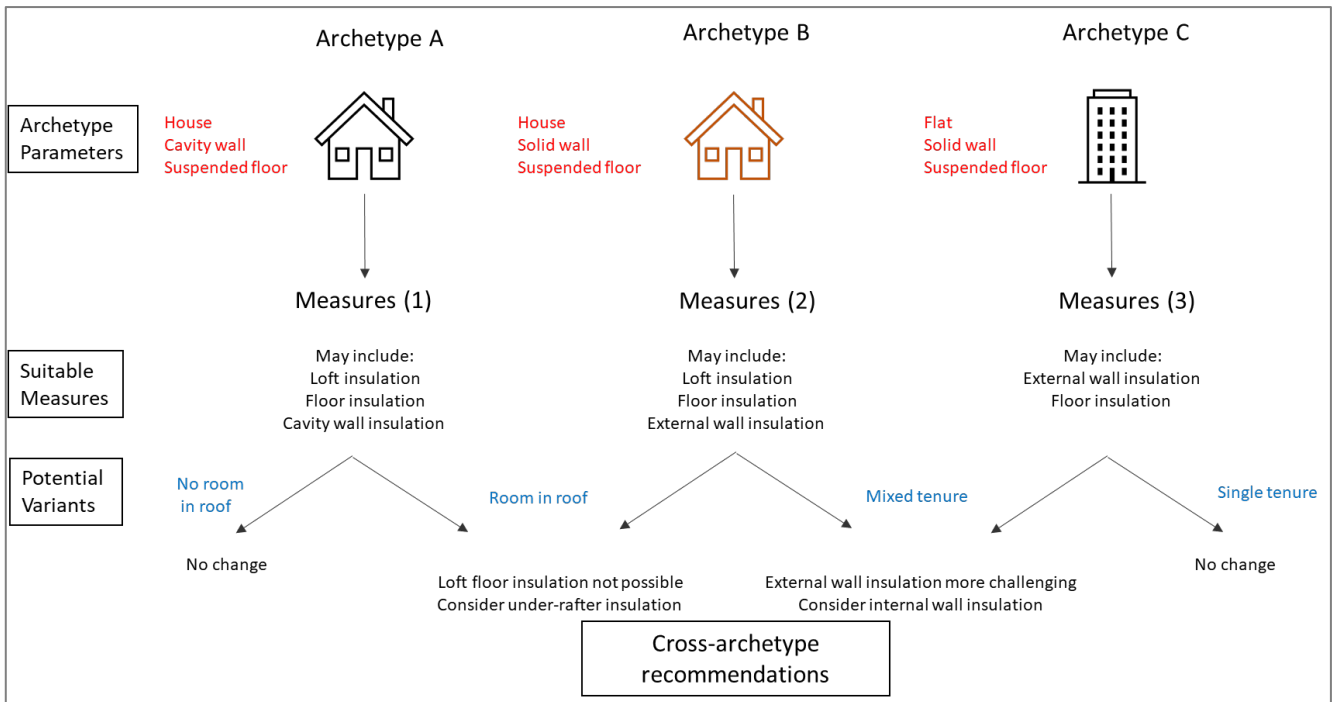 Archetype A
Archetype B
Archetype C
Archetype
Parameters
House
Cavity wall
Suspended floor
House
Solid wall
Suspended floor
Flat
Solid wall
Suspended floor
Measures (1)
Measures (2)
Measures (3)
Suitable
Measures
May include:
Loft insulation
Floor insulation
Cavity wall insulation
May include:
Loft insulation
Floor insulation
External wall insulation
May include:
External wall insulation
Floor insulation
Potential
Variants
No room
in roof
Room in roof
Mixed tenure
Single tenure
No change
Loft floor insulation not possible
Consider under-rafter insulation
External wall insulation more challenging
Consider internal wall insulation
No change
Cross-archetype
recommendations